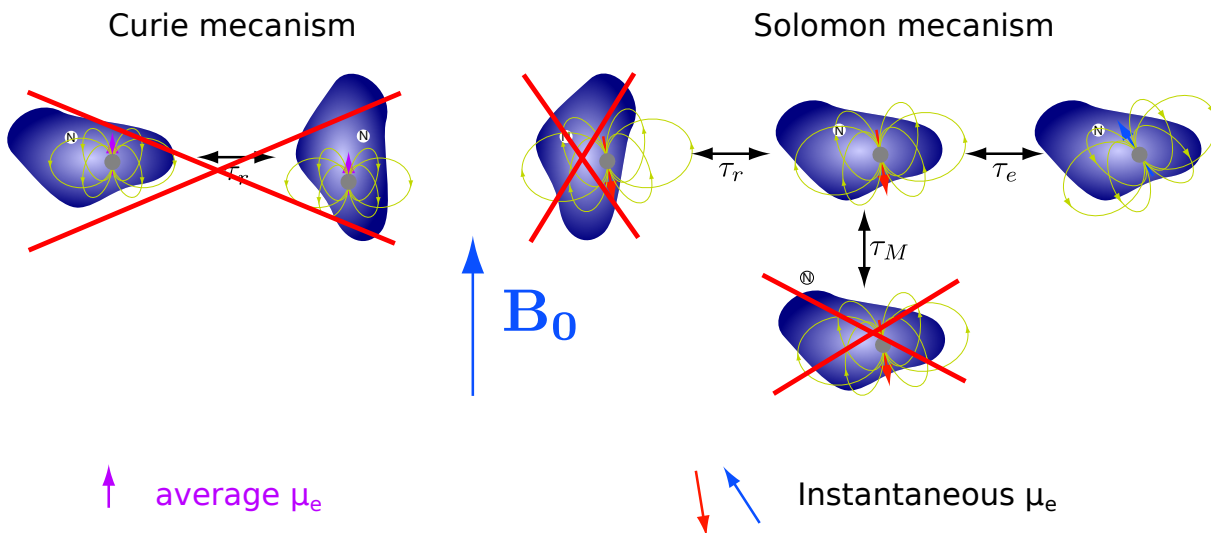 Curie mecanism
Solomon mecanism
N
N
N
N
N
τr
τr
τe
τM
N
B0
average μe
Instantaneous μe